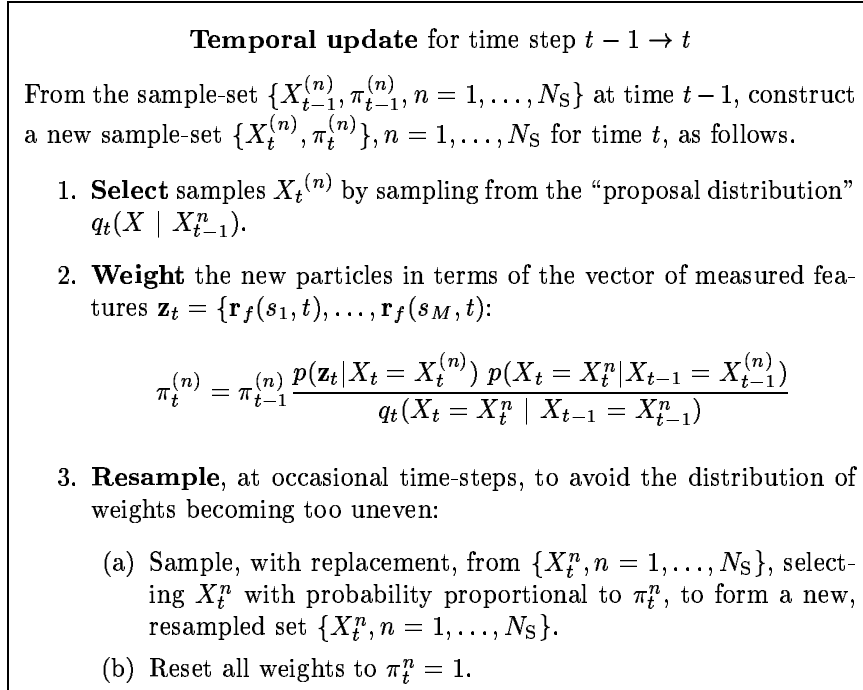 Temporal update for time step t − 1 → t
From the sample-set {X_{t−1}^{(n)}, π_{t−1}^{(n)}, n = 1, . . . , N_S} at time t − 1, construct
a new sample-set {X_t^{(n)}, π_t^{(n)}}, n = 1, . . . , N_S for time t, as follows.
1. Select samples X_t^{(n)} by sampling from the “proposal distribution”
q_t(X | X_{t−1}^n).
2. Weight the new particles in terms of the vector of measured fea-
tures z_t = {r_f(s_1, t), . . . , r_f(s_M, t):
π_t^{(n)} = π_{t−1}^{(n)} \frac{p(z_t|X_t = X_t^{(n)}) p(X_t = X_t^n|X_{t−1} = X_{t−1}^{(n)})}{q_t(X_t = X_t^n | X_{t−1} = X_{t−1}^n)}
3. Resample, at occasional time-steps, to avoid the distribution of
weights becoming too uneven:
(a) Sample, with replacement, from {X_t^n, n = 1, . . . , N_S}, select-
ing X_t^n with probability proportional to π_t^n, to form a new,
resampled set {X_t^n, n = 1, . . . , N_S}.
(b) Reset all weights to π_t^n = 1.